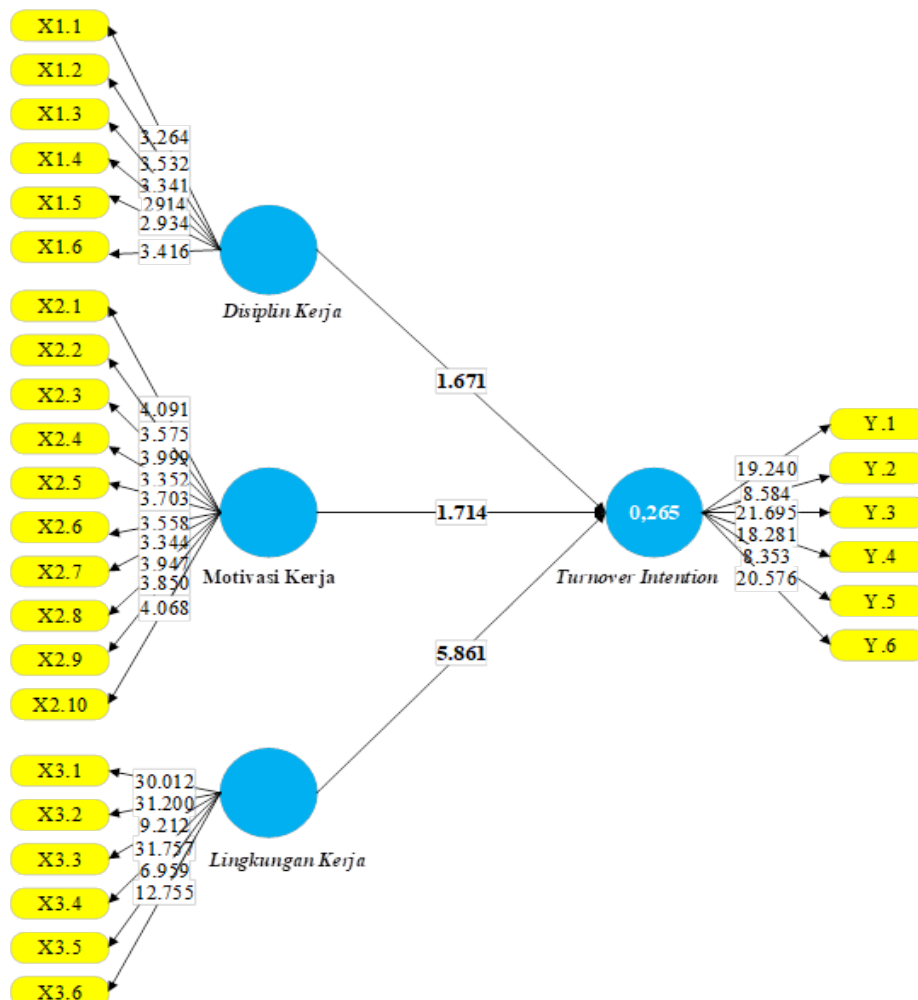 X1.1
X1.2
X1.3
X1.4
X1.5
X1.6
3.264
3.532
3.341
2914
2.934
3.416
Disiplin Kerja
X2.1
X2.2
X2.3
X2.4
X2.5
X2.6
X2.7
X2.8
X2.9
X2.10
4.091
3.575
3.999
3.352
3.703
3.558
3.344
3.947
3.850
4.068
Motivasi Kerja
X3.1
X3.2
X3.3
X3.4
X3.5
X3.6
30.012
31.200
9.212
31.757
6.959
12.755
Lingkungan Kerja
1.671
1.714
5.861
0,265
Turnover Intention
19.240
8.584
21.695
18.281
8.353
20.576
Y.1
Y.2
Y.3
Y.4
Y.5
Y.6